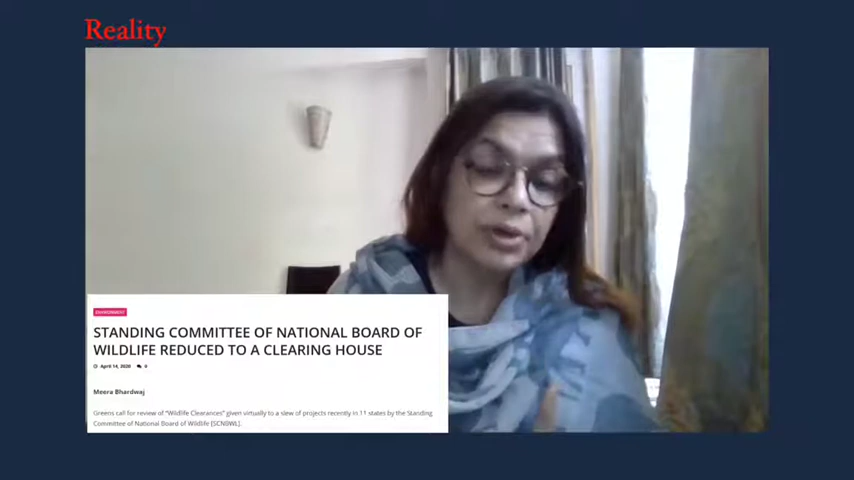 Reality
ENVIRONMENT
STANDING COMMITTEE OF NATIONAL BOARD OF
WILDLIFE REDUCED TO A CLEARING HOUSE
April 14, 2020 0
Meera Bhardwaj
Greens call for review of "Wildlife Clearances" given virtually to a slew of projects recently in 11 states by the Standing
Committee of National Board of Wildlife [SCNBWL].